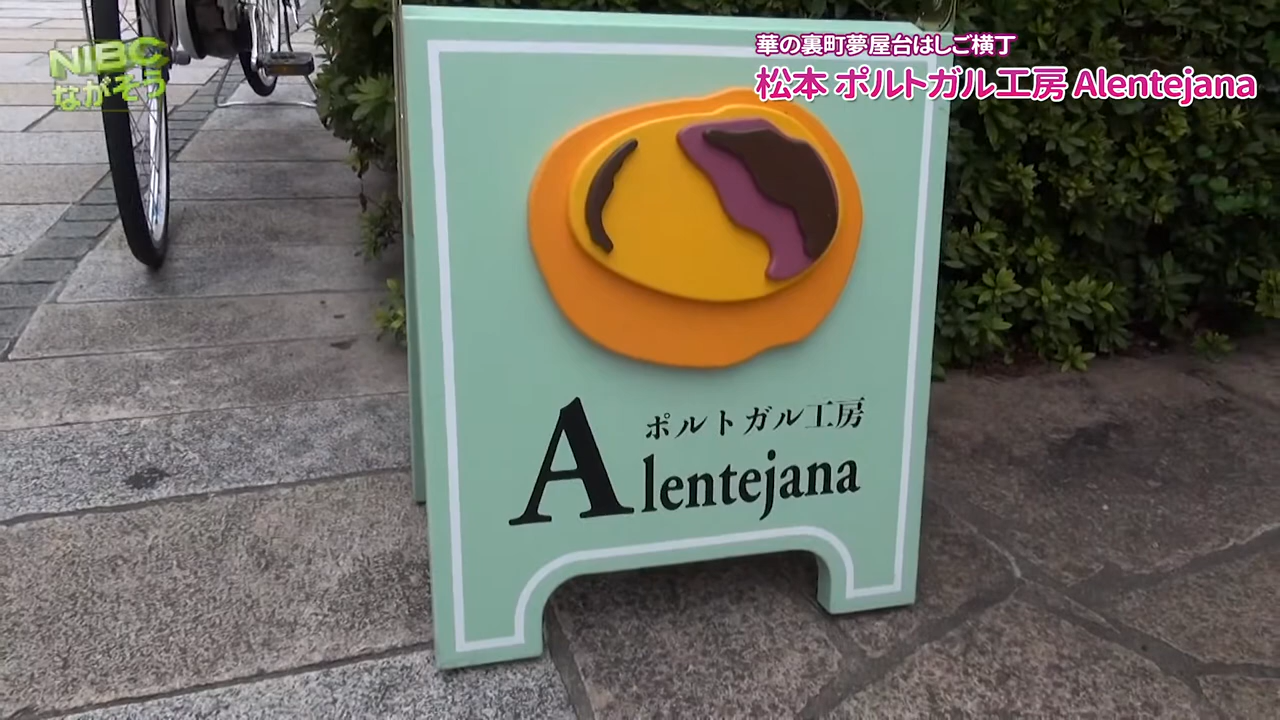 NIBC
ながそう
華の裏町夢屋台はしご横丁
松本 ポルトガル工房 Alentejana
ポルトガル工房
Alentejana